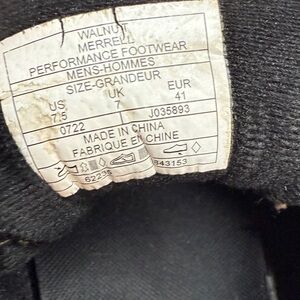 WALNUT
MERRELL
PERFORMANCE FOOTWEAR
MENS-HOMMES
SIZE-GRANDEUR
US UK EUR
7.5 7 41
0722 J035893
MADE IN CHINA
FABRIQUE EN CHINE
843153